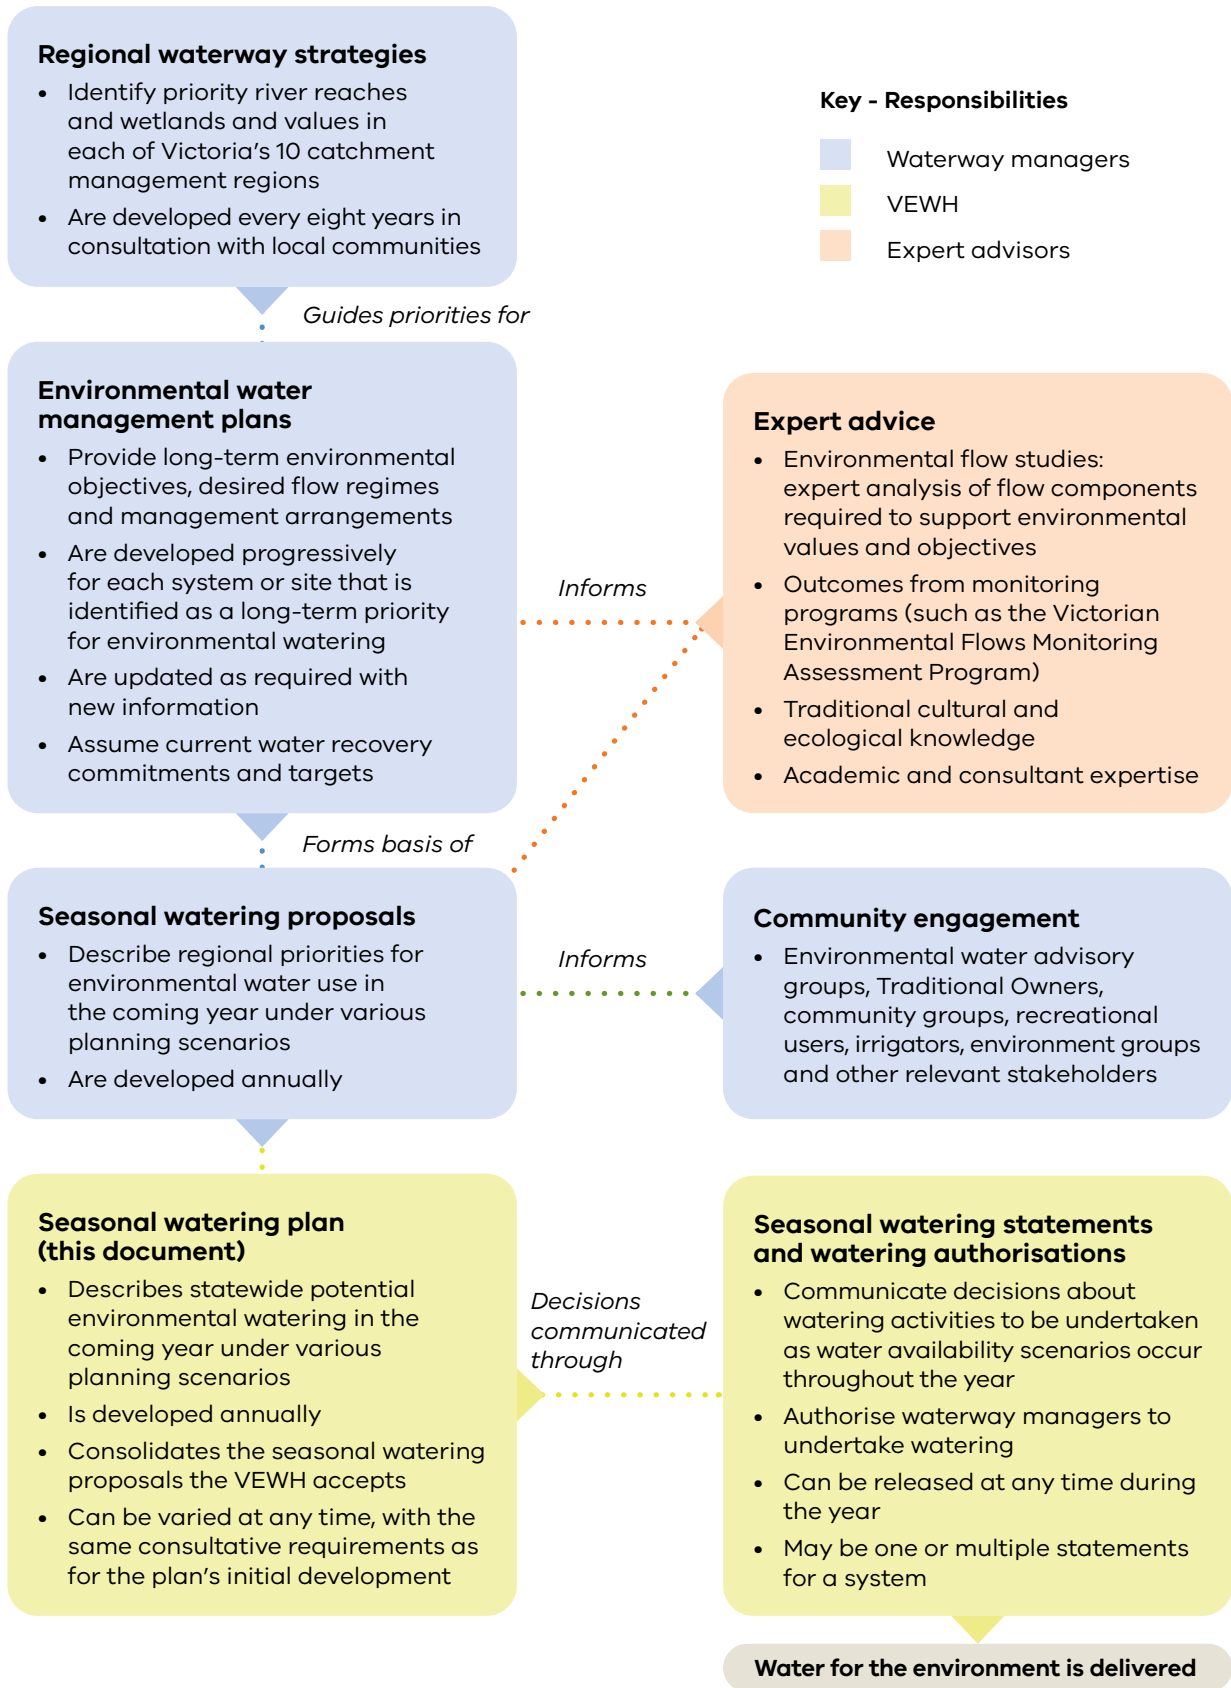 Regional waterway strategies
• Identify priority river reaches
and wetlands and values in
each of Victoria's 10 catchment
management regions
• Are developed every eight years in
consultation with local communities
Key - Responsibilities
Waterway managers
VEWH
Expert advisors
Guides priorities for
Environmental water
management plans
• Provide long-term environmental
objectives, desired flow regimes
and management arrangements
• Are developed progressively
for each system or site that is
identified as a long-term priority
for environmental watering
• Are updated as required with
new information
• Assume current water recovery
commitments and targets
Informs
Expert advice
• Environmental flow studies:
expert analysis of flow components
required to support environmental
values and objectives
• Outcomes from monitoring
programs (such as the Victorian
Environmental Flows Monitoring
Assessment Program)
• Traditional cultural and
ecological knowledge
• Academic and consultant expertise
Forms basis of
Seasonal watering proposals
• Describe regional priorities for
environmental water use in
the coming year under various
planning scenarios
• Are developed annually
Informs
Community engagement
• Environmental water advisory
groups, Traditional Owners,
community groups, recreational
users, irrigators, environment groups
and other relevant stakeholders
Seasonal watering plan
(this document)
• Describes statewide potential
environmental watering in the
coming year under various
planning scenarios
• Is developed annually
• Consolidates the seasonal watering
proposals the VEWH accepts
• Can be varied at any time, with the
same consultative requirements as
for the plan's initial development
Decisions
communicated
through
Seasonal watering statements
and watering authorisations
• Communicate decisions about
watering activities to be undertaken
as water availability scenarios occur
throughout the year
• Authorise waterway managers to
undertake watering
• Can be released at any time during
the year
• May be one or multiple statements
for a system
Water for the environment is delivered